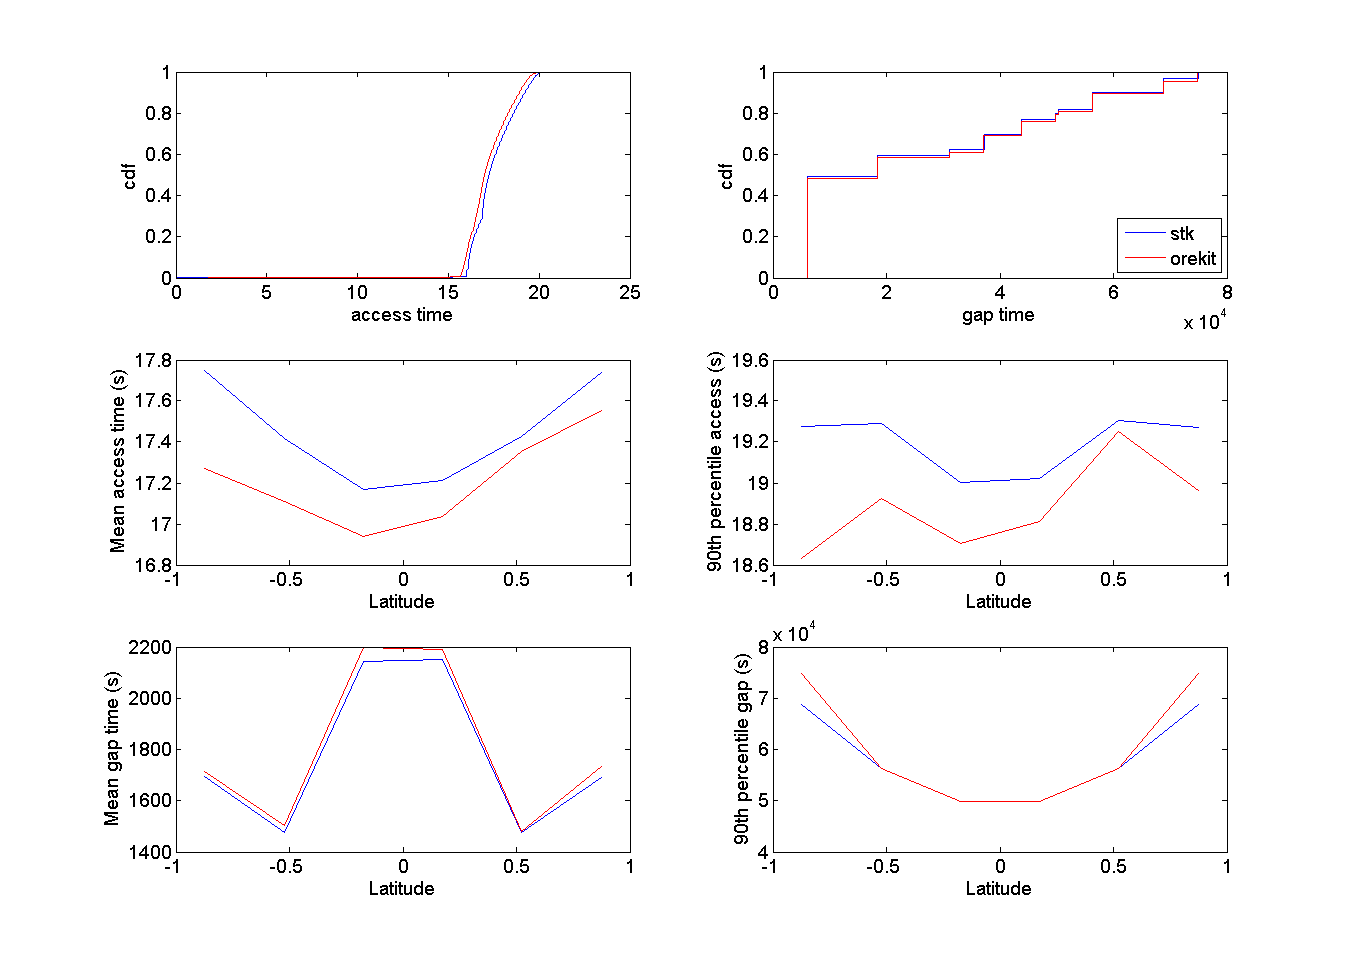 1
0.8
0.6
0.4
0.2
0
cdf
0 5 10 15 20 25
access time
1
0.8
0.6
0.4
0.2
0
cdf
stk
orekit
0 2 4 6 8
gap time
x 10^4
17.8
17.6
17.4
17.2
17
16.8
Mean access time (s)
-1 -0.5 0 0.5 1
Latitude
19.6
19.4
19.2
19
18.8
18.6
90th percentile access (s)
-1 -0.5 0 0.5 1
Latitude
2200
2000
1800
1600
1400
Mean gap time (s)
-1 -0.5 0 0.5 1
Latitude
x 10^4
8
7
6
5
4
90th percentile gap (s)
-1 -0.5 0 0.5 1
Latitude